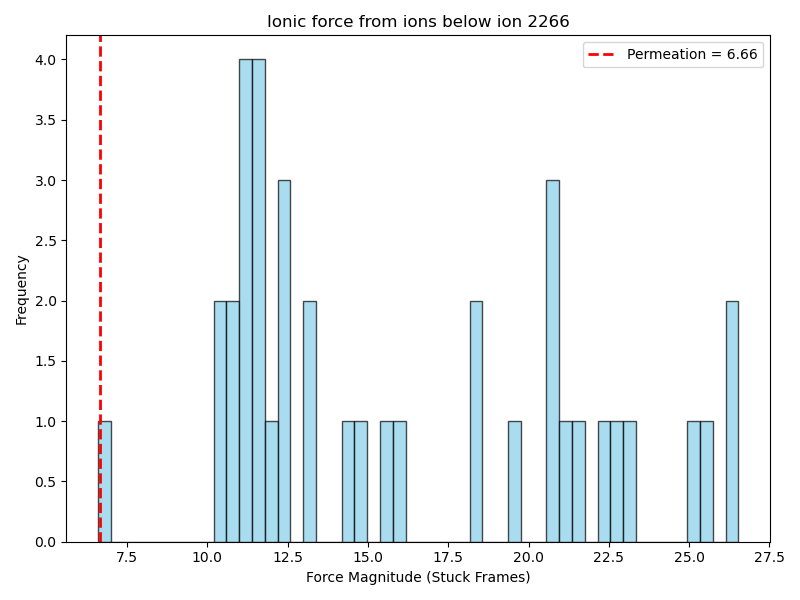 Ionic force from ions below ion 2266
Permeation = 6.66
4.0
3.5
3.0
2.5
2.0
1.5
1.0
0.5
0.0
Frequency
7.5 10.0 12.5 15.0 17.5 20.0 22.5 25.0 27.5
Force Magnitude (Stuck Frames)